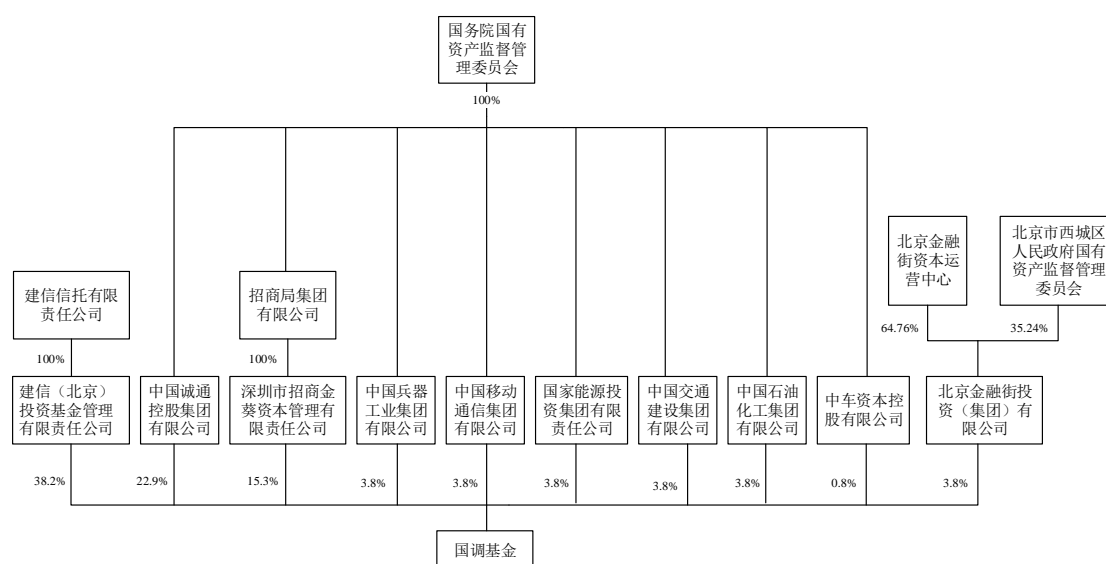 国务院国有
资产监督管
理委员会
100%
北京金融
街资本运
营中心
北京市西城区
人民政府国有
资产监督管理
委员会
建信信托有限
责任公司
招商局集团
有限公司
64.76%
35.24%
100%
100%
建信（北京）
投资基金管理
有限责任公司
中国诚通
控股集团
有限公司
深圳市招商金
葵资本管理有
限责任公司
中国兵器
工业集团
有限公司
中国移动
通信集团
有限公司
国家能源投
资集团有限
责任公司
中国交通
建设集团
有限公司
中国石油
化工集团
有限公司
中车资本控
股有限公司
北京金融街投
资（集团）有
限公司
38.2%
22.9%
15.3%
3.8%
3.8%
3.8%
3.8%
3.8%
0.8%
3.8%
国调基金